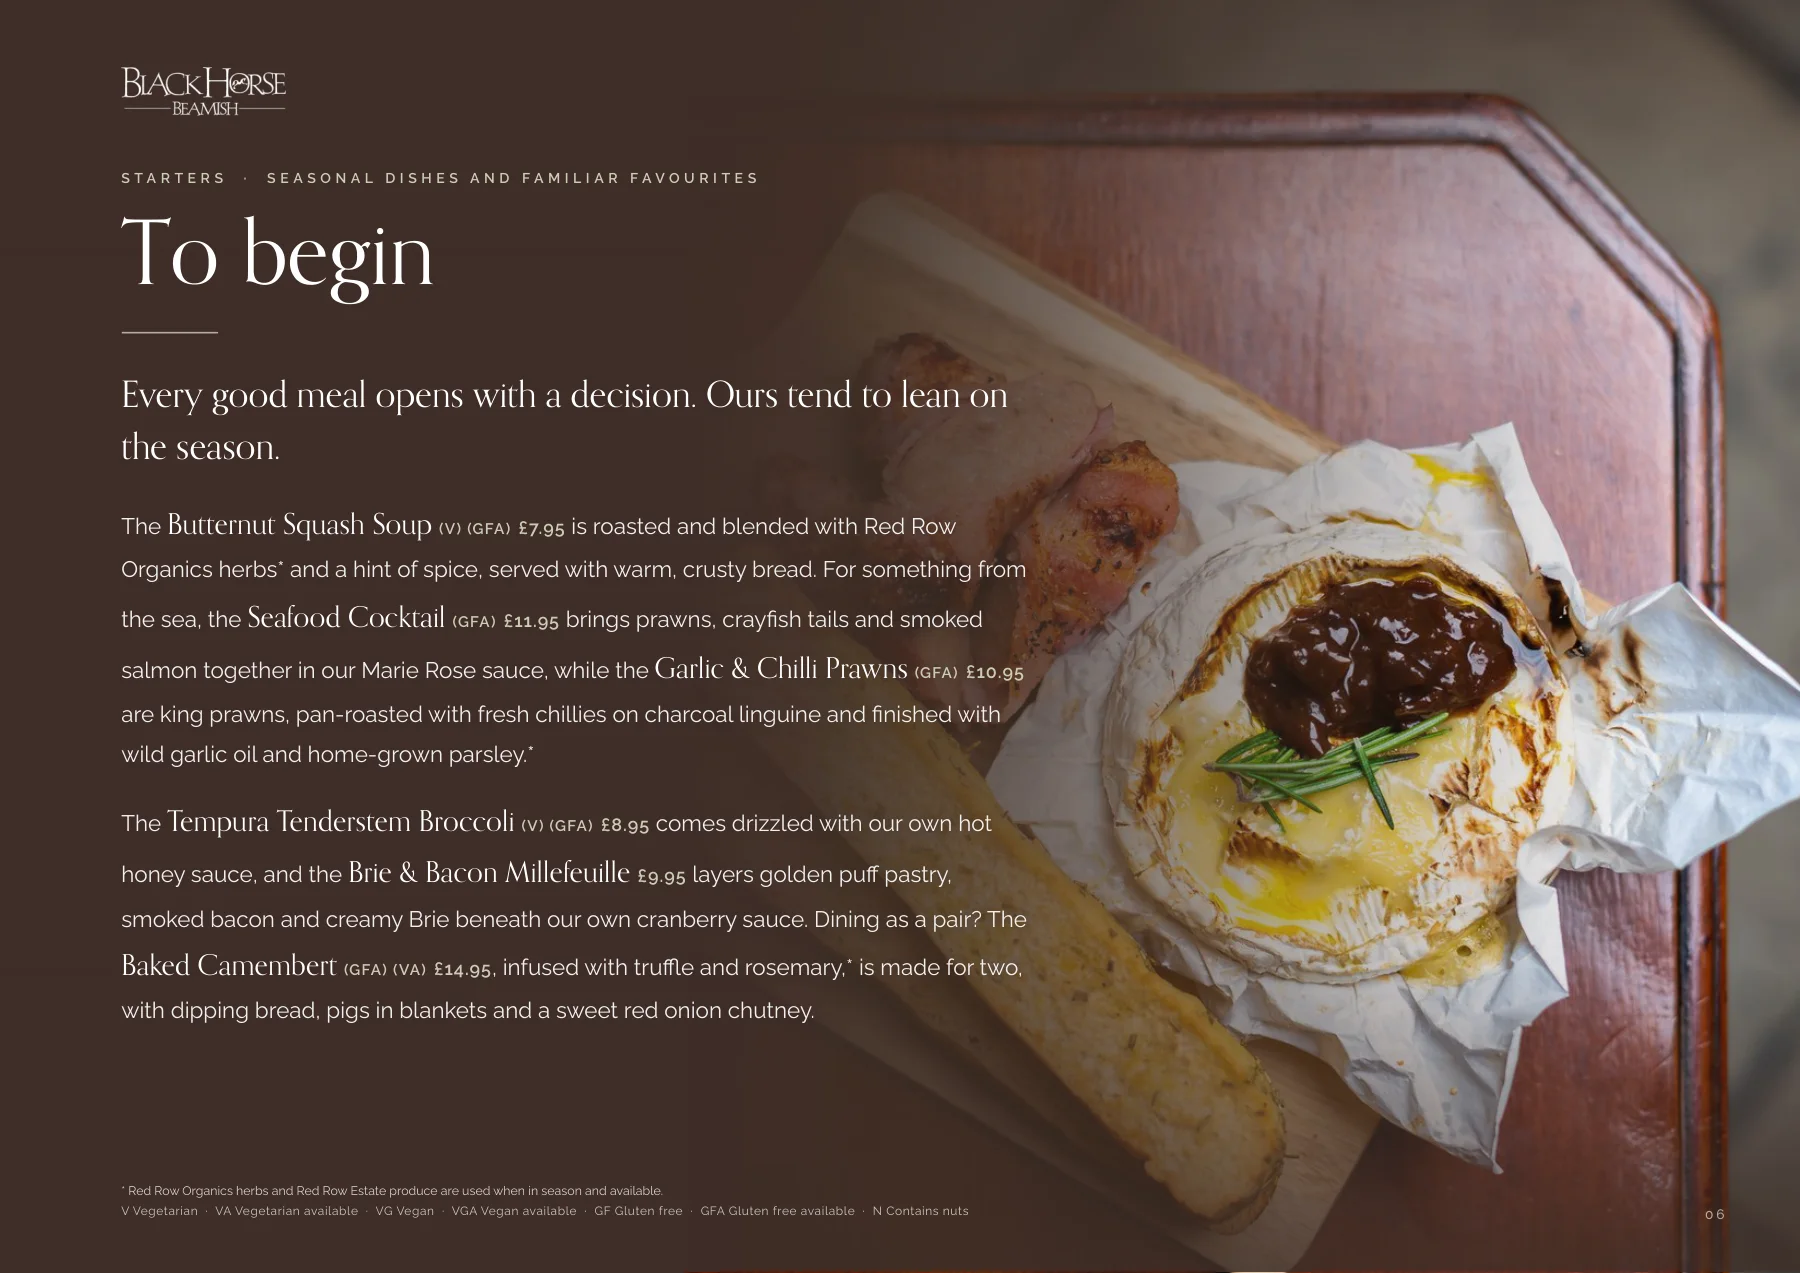 BLACK HORSE
BEAMISH
STARTERS · SEASONAL DISHES AND FAMILIAR FAVOURITES
To begin
Every good meal opens with a decision. Ours tend to lean on
the season.
The Butternut Squash Soup (V) (GFA) £7.95 is roasted and blended with Red Row
Organics herbs* and a hint of spice, served with warm, crusty bread. For something from
the sea, the Seafood Cocktail (GFA) £11.95 brings prawns, crayfish tails and smoked
salmon together in our Marie Rose sauce, while the Garlic & Chilli Prawns (GFA) £10.95
are king prawns, pan-roasted with fresh chillies on charcoal linguine and finished with
wild garlic oil and home-grown parsley.*
The Tempura Tenderstem Broccoli (V) (GFA) £8.95 comes drizzled with our own hot
honey sauce, and the Brie & Bacon Millefeuille £9.95 layers golden puff pastry,
smoked bacon and creamy Brie beneath our own cranberry sauce. Dining as a pair? The
Baked Camembert (GFA) (VA) £14.95, infused with truffle and rosemary,* is made for two,
with dipping bread, pigs in blankets and a sweet red onion chutney.
* Red Row Organics herbs and Red Row Estate produce are used when in season and available.
V Vegetarian · VA Vegetarian available · VG Vegan · VGA Vegan available · GF Gluten free · GFA Gluten free available · N Contains nuts
06